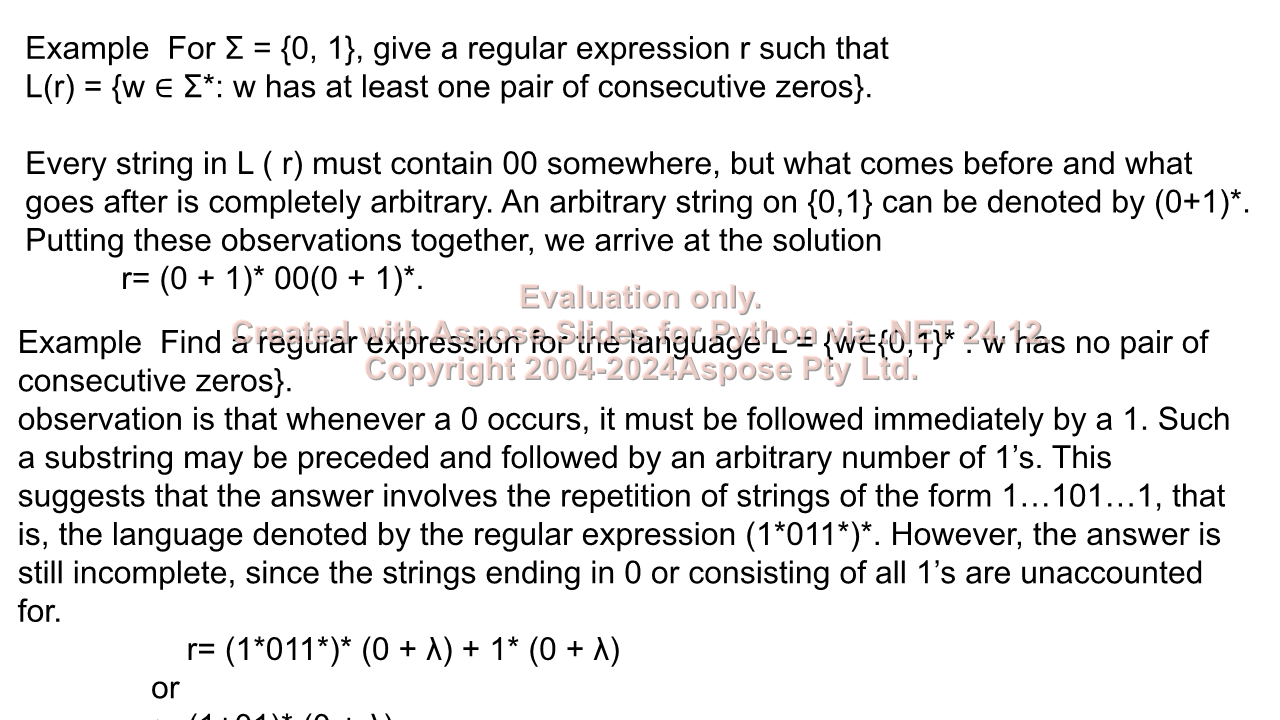 Example  For Σ = {0, 1}, give a regular expression r such that
L(r) = {w ∈ Σ*: w has at least one pair of consecutive zeros}.
Every string in L ( r) must contain 00 somewhere, but what comes before and what
goes after is completely arbitrary. An arbitrary string on {0,1} can be denoted by (0+1)*.
Putting these observations together, we arrive at the solution
r= (0 + 1)* 00(0 + 1)*.
Evaluation only.
Created with Aspose.Slides for Python via .NET 24.12.
Copyright 2004-2024Aspose Pty Ltd.
Example  Find a regular expression for the language L = {w∈{0,1}* : w has no pair of
consecutive zeros}.
observation is that whenever a 0 occurs, it must be followed immediately by a 1. Such
a substring may be preceded and followed by an arbitrary number of 1’s. This
suggests that the answer involves the repetition of strings of the form 1…101…1, that
is, the language denoted by the regular expression (1*011*)*. However, the answer is
still incomplete, since the strings ending in 0 or consisting of all 1’s are unaccounted
for.
r= (1*011*)* (0 + λ) + 1* (0 + λ)
or
(1+01)* (0 + λ)